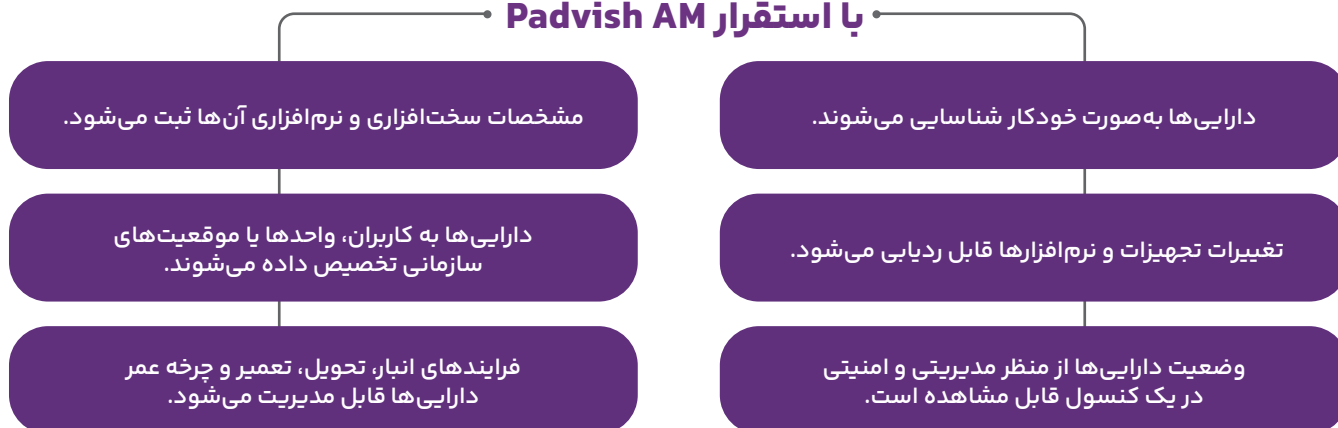 با استقرار Padvish AM
دارایی‌ها به‌صورت خودکار شناسایی می‌شوند.
مشخصات سخت‌افزاری و نرم‌افزاری آن‌ها ثبت می‌شود.
تغییرات تجهیزات و نرم‌افزارها قابل ردیابی می‌شود.
دارایی‌ها به کاربران، واحدها یا موقعیت‌های
سازمانی تخصیص داده می‌شوند.
وضعیت دارایی‌ها از منظر مدیریتی و امنیتی
در یک کنسول قابل مشاهده است.
فرایندهای انبار، تحویل، تعمیر و چرخه عمر
دارایی‌ها قابل مدیریت می‌شود.